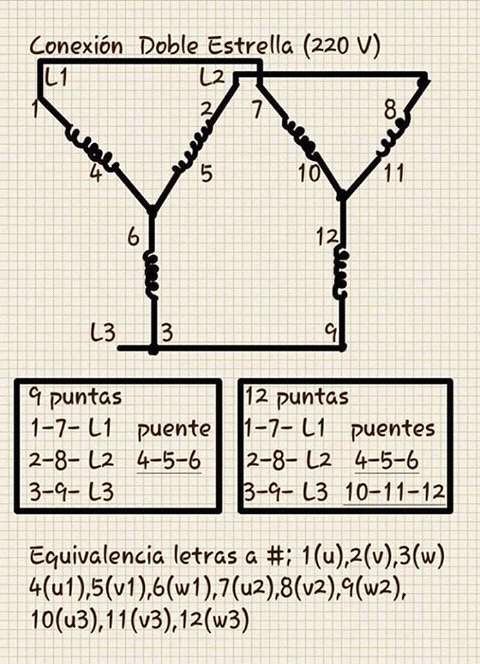 Conexión Doble Estrella (220 V)
L1 L2
1 2 7 8
4 5 10 11
6 12
L3 3 9
9 puntas
1-7- L1 puente
2-8- L2 4-5-6
3-9- L3
12 puntas
1-7- L1 puentes
2-8- L2 4-5-6
3-9- L3 10-11-12
Equivalencia letras a #; 1(u),2(v),3(w)
4(u1),5(v1),6(w1),7(u2),8(v2),9(w2),
10(u3),11(v3),12(w3)